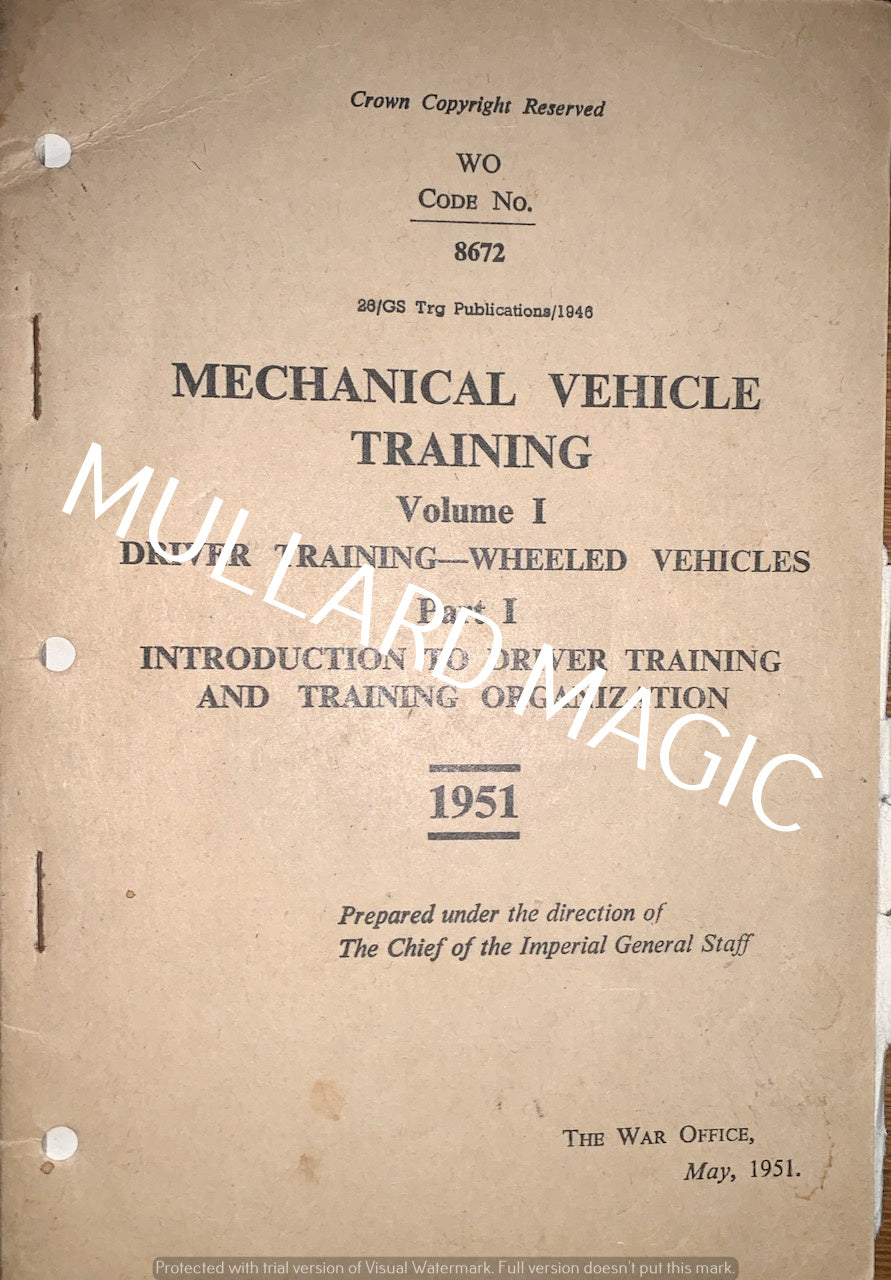 Crown Copyright Reserved
WO
CODE No.
8672
26/GS Trg Publications/1946
MECHANICAL VEHICLE
TRAINING
Volume I
DRIVER TRAINING—WHEELED VEHICLES
Part I
INTRODUCTION TO DRIVER TRAINING
AND TRAINING ORGANIZATION
MULLARD MAGIC
1951
Prepared under the direction of
The Chief of the Imperial General Staff
THE WAR OFFICE,
May, 1951.
Protected with trial version of Visual Watermark. Full version doesn't put this mark.